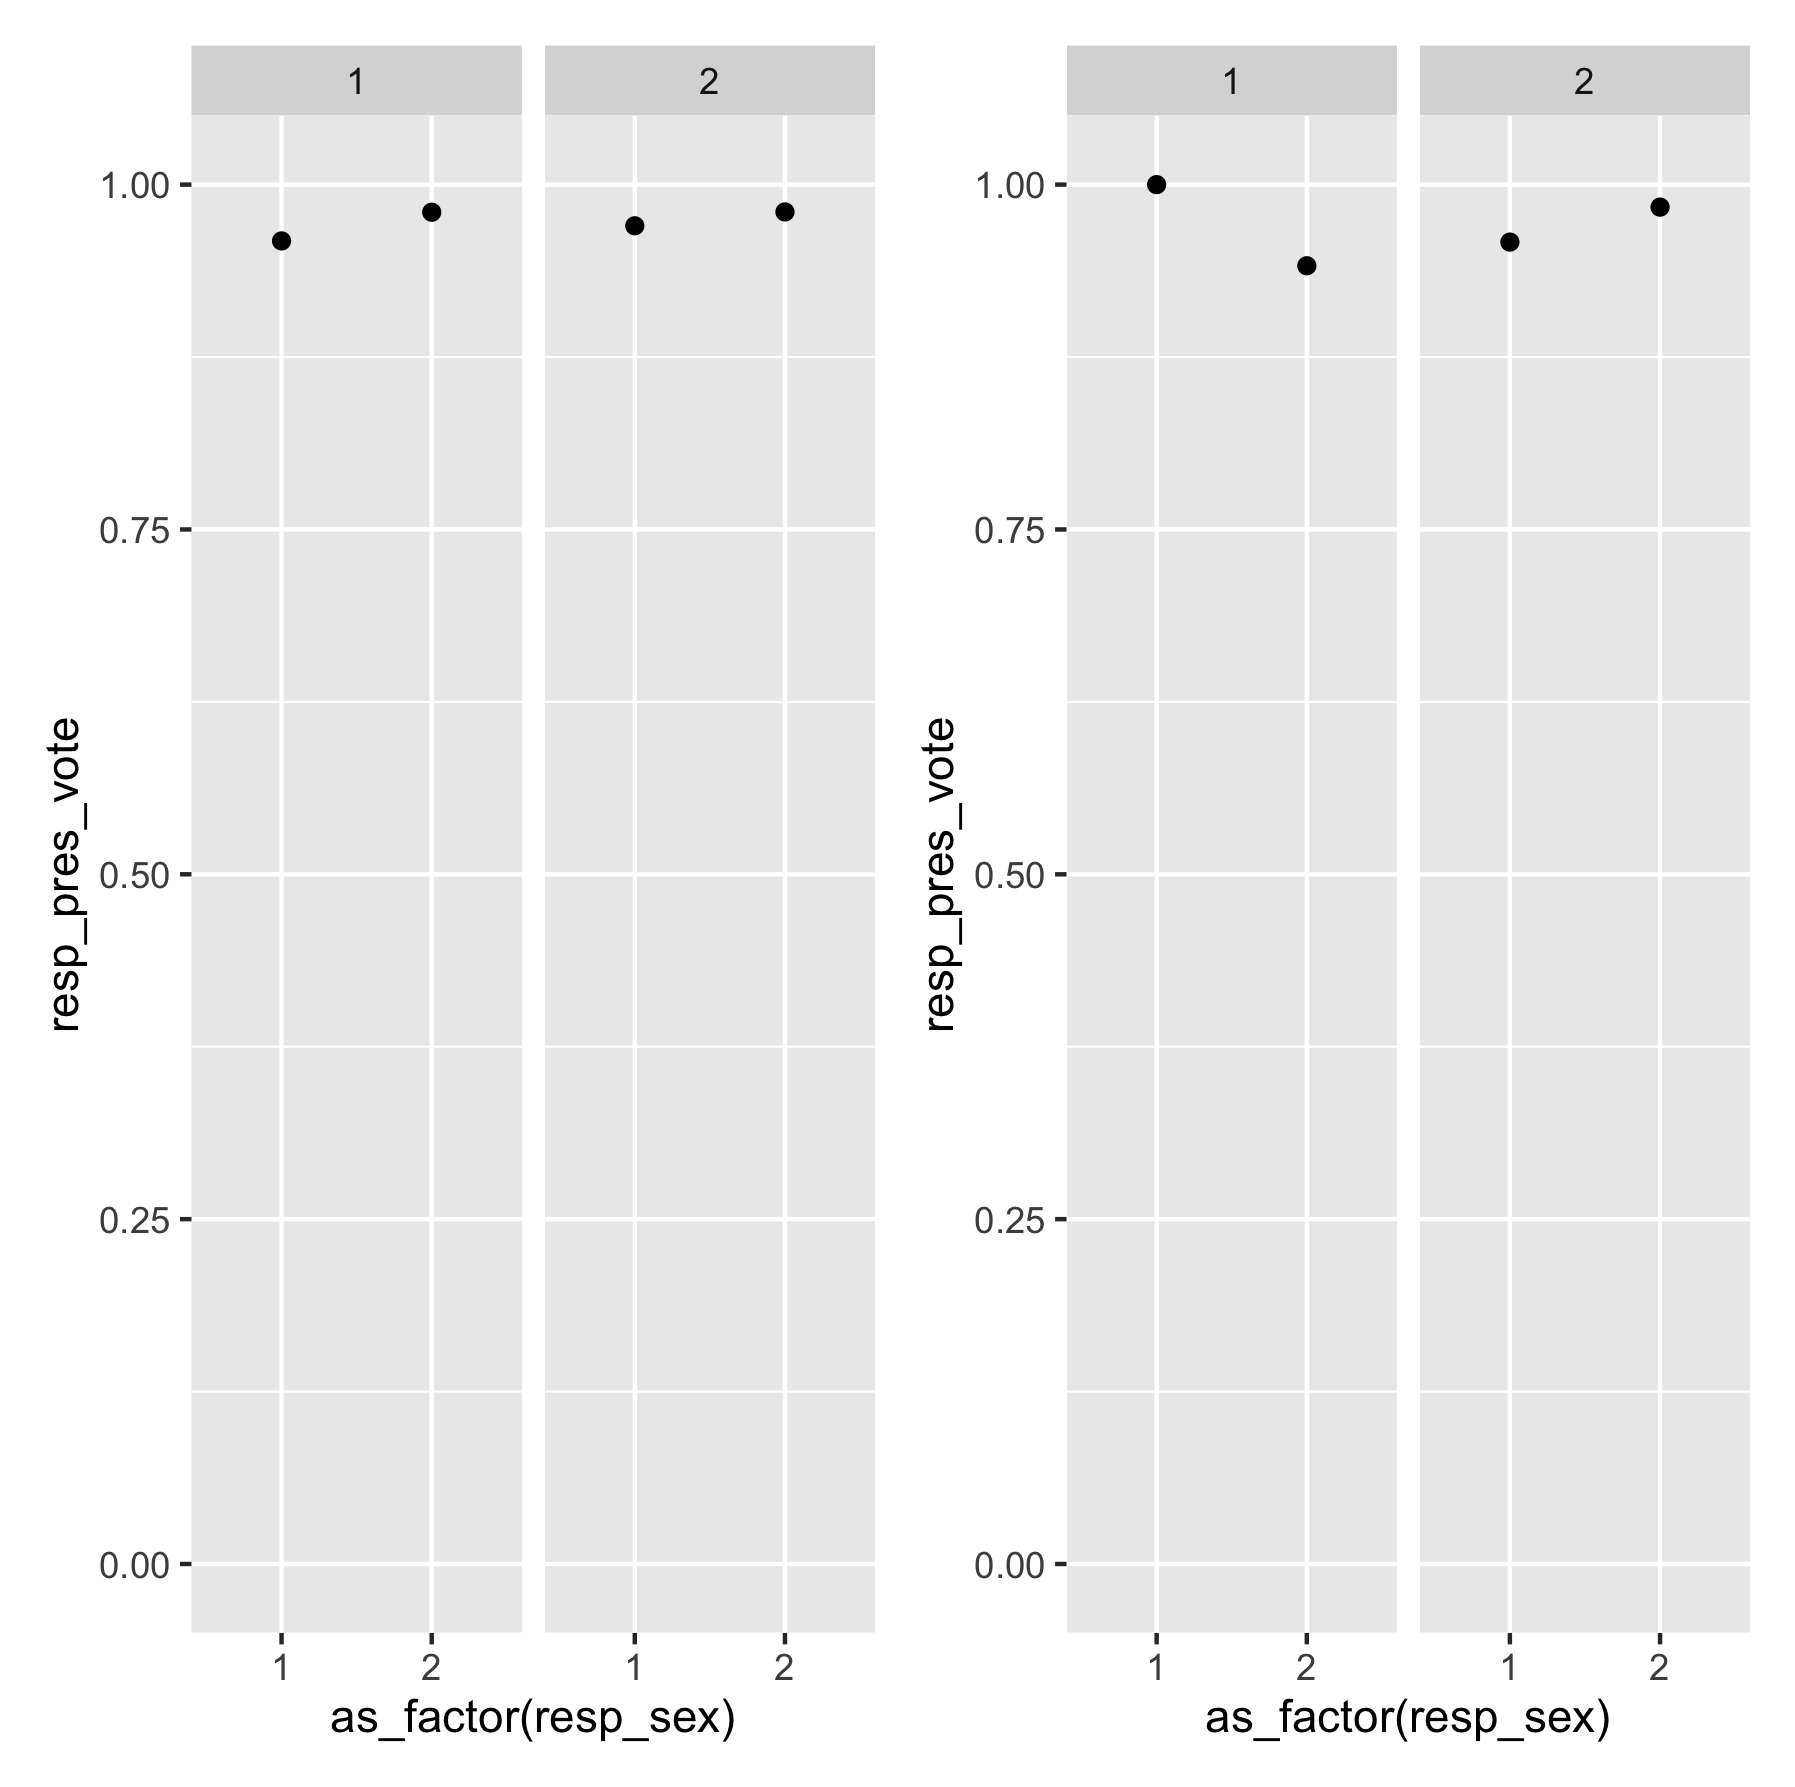 1 2
1.00
0.75
0.50
0.25
0.00
resp_pres_vote
1 2 1 2
as_factor(resp_sex)
1 2
1.00
0.75
0.50
0.25
0.00
resp_pres_vote
1 2 1 2
as_factor(resp_sex)